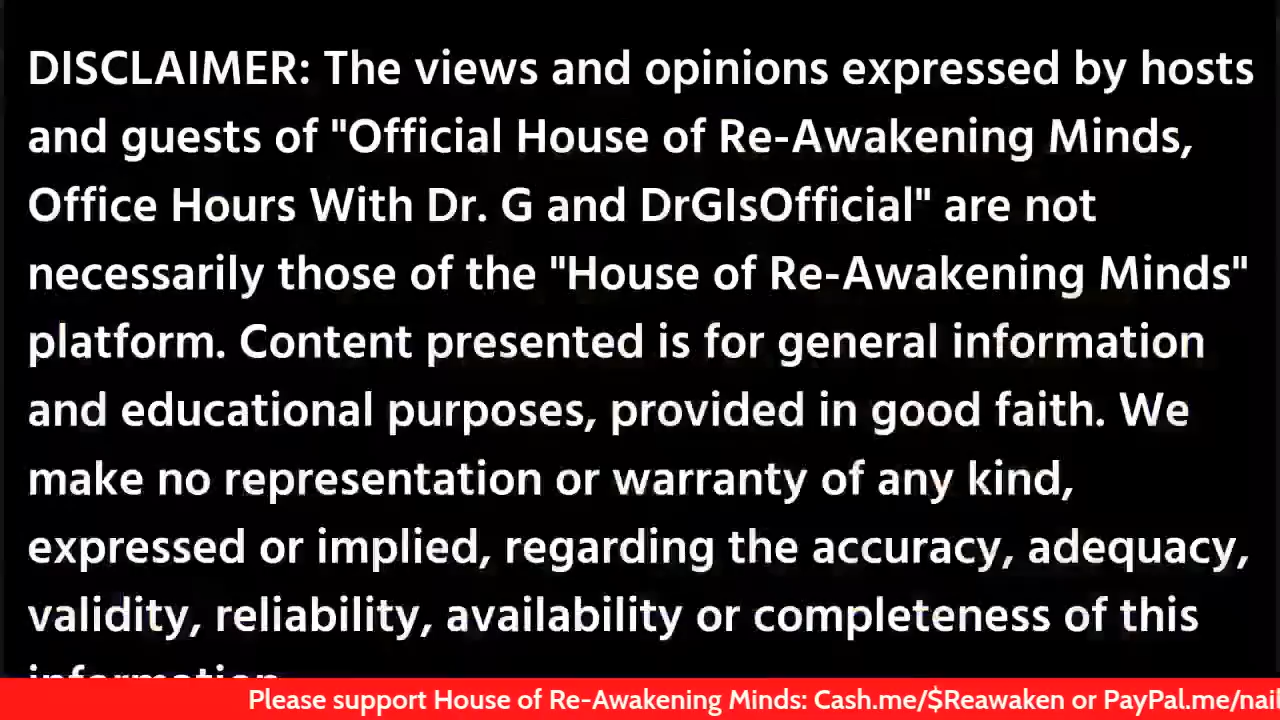 DISCLAIMER: The views and opinions expressed by hosts
and guests of "Official House of Re-Awakening Minds,
Office Hours With Dr. G and DrGIsOfficial" are not
necessarily those of the "House of Re-Awakening Minds"
platform. Content presented is for general information
and educational purposes, provided in good faith. We
make no representation or warranty of any kind,
expressed or implied, regarding the accuracy, adequacy,
validity, reliability, availability or completeness of this
information.
Please support House of Re-Awakening Minds: Cash.me/$Reawaken or PayPal.me/nail